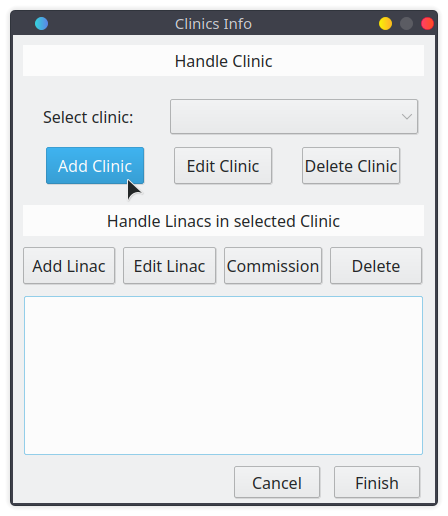 Clinics Info
Handle Clinic
Select clinic:
Add Clinic Edit Clinic Delete Clinic
Handle Linacs in selected Clinic
Add Linac Edit Linac Commission Delete
Cancel Finish